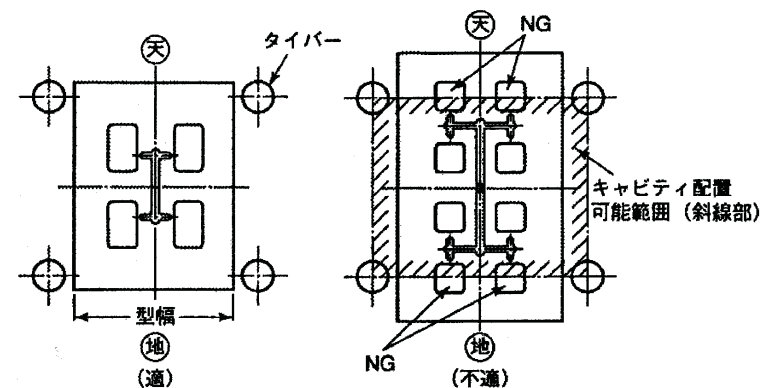 天
タイバー
型幅
地
(適)
天
NG
キャビティ配置
可能範囲(斜線部)
NG
地
(不適)